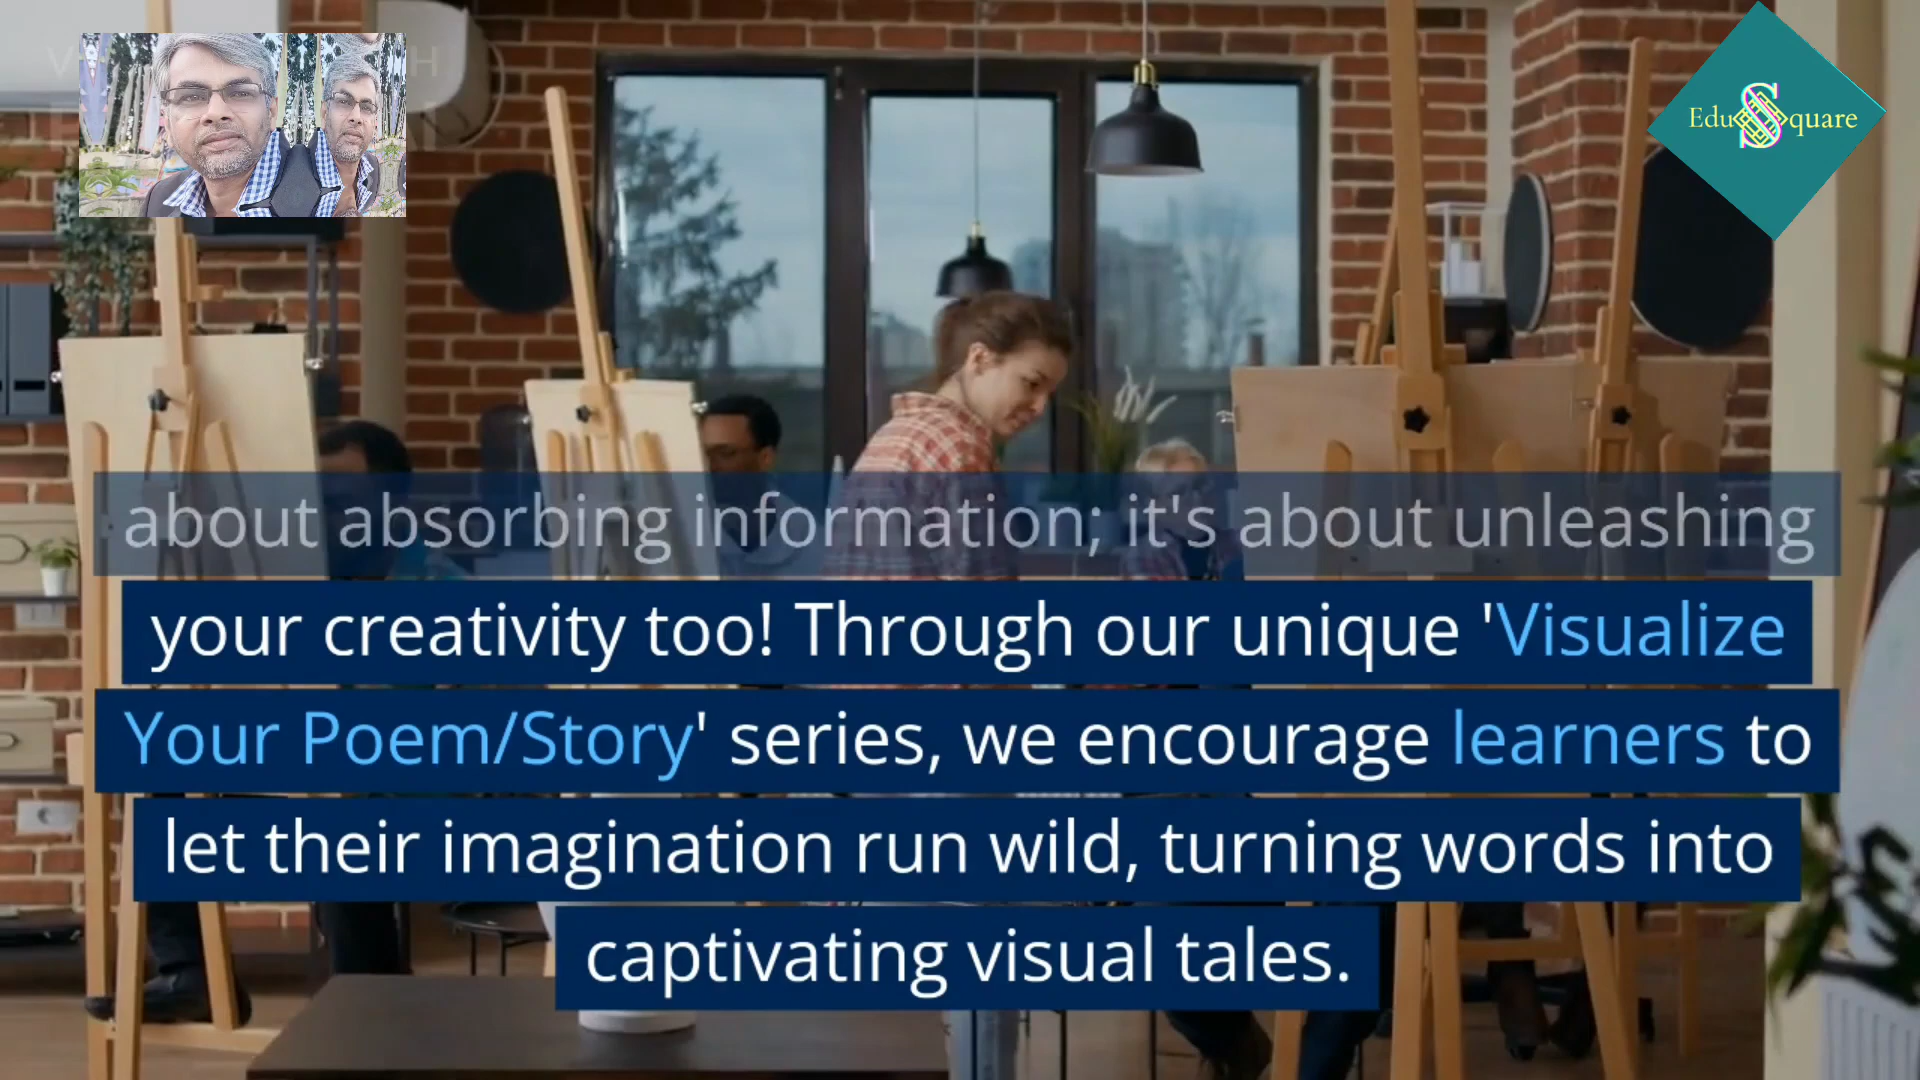 Edu Square
about absorbing information; it's about unleashing
your creativity too! Through our unique 'Visualize
Your Poem/Story' series, we encourage learners to
let their imagination run wild, turning words into
captivating visual tales.